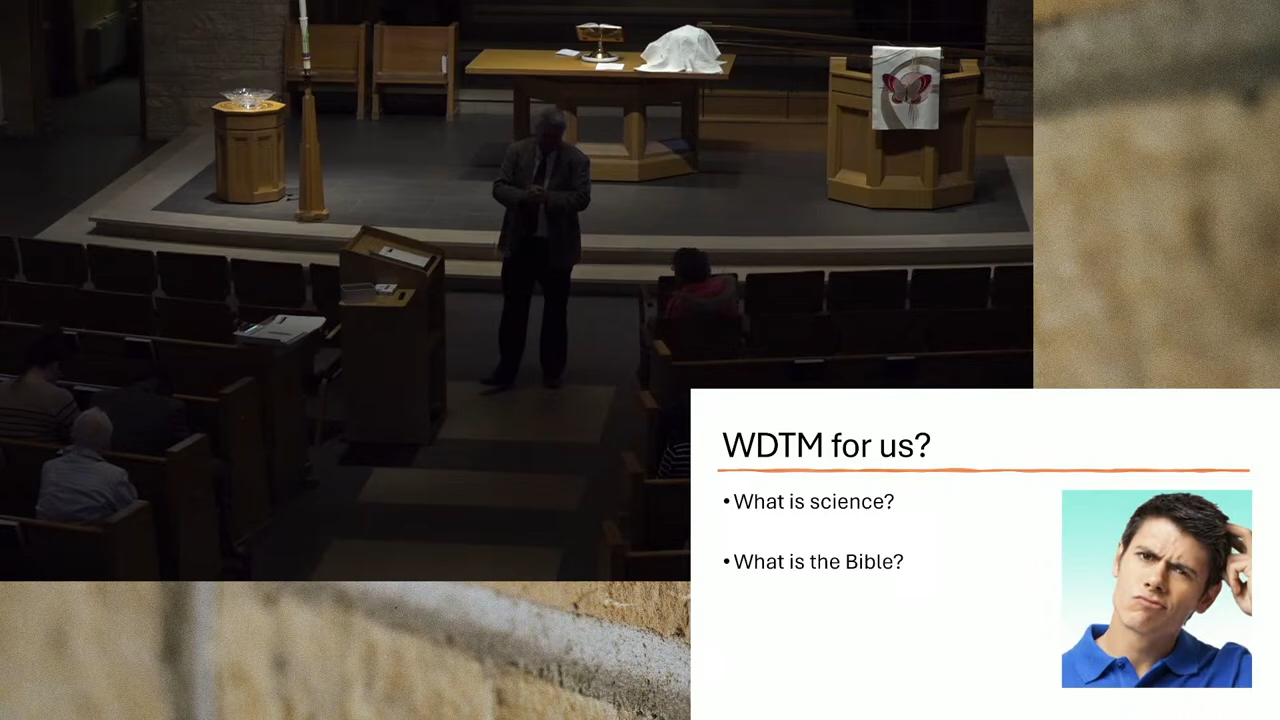 WDTM for us?
•What is science?
•What is the Bible?